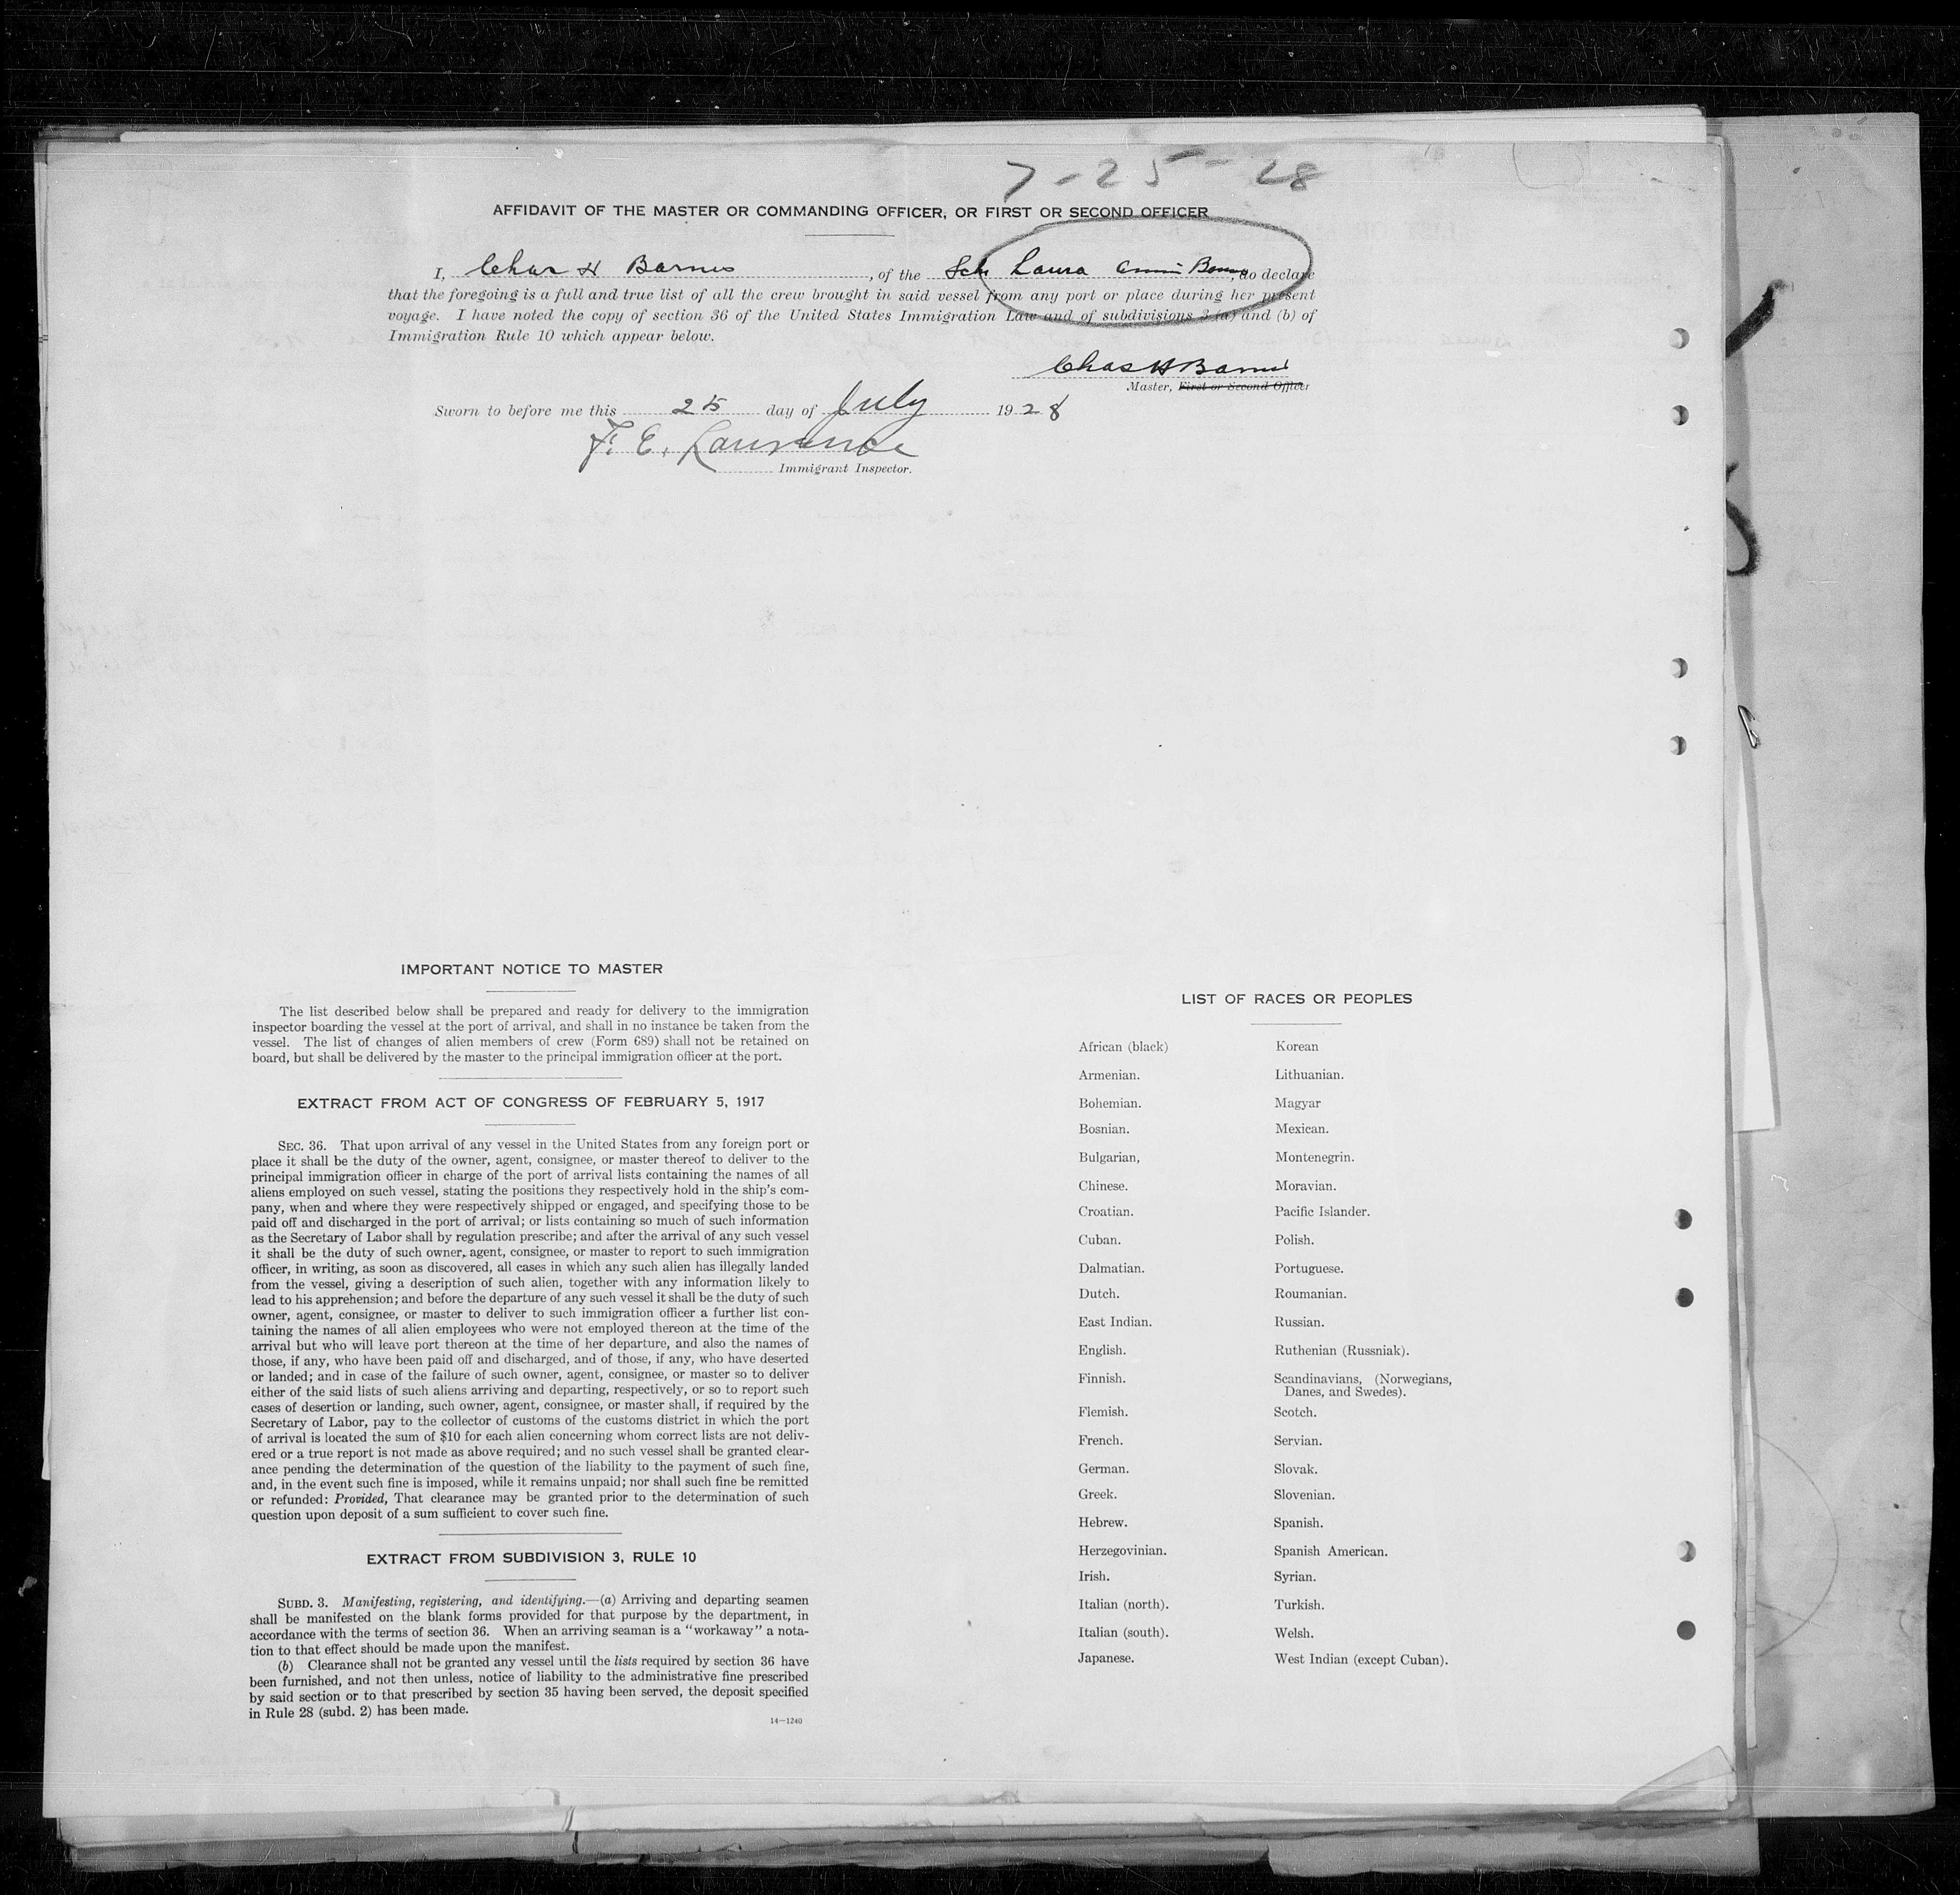 7-25-28
AFFIDAVIT OF THE MASTER OR COMMANDING OFFICER, OR FIRST OR SECOND OFFICER
I, Chas H Barnes, of the Schr Laura Annie Barnes, do declare
that the foregoing is a full and true list of all the crew brought in said vessel from any port or place during her present
voyage. I have noted the copy of section 36 of the United States Immigration Law and of subdivisions 3 (a) and (b) of
Immigration Rule 10 which appear below.
Chas H Barnes
Master, First or Second Officer
Sworn to before me this 25 day of July 1928
F. E. Lawrence
Immigrant Inspector.
IMPORTANT NOTICE TO MASTER
The list described below shall be prepared and ready for delivery to the immigration
inspector boarding the vessel at the port of arrival, and shall in no instance be taken from the
vessel. The list of changes of alien members of crew (Form 689) shall not be retained on
board, but shall be delivered by the master to the principal immigration officer at the port.
EXTRACT FROM ACT OF CONGRESS OF FEBRUARY 5, 1917
SEC. 36. That upon arrival of any vessel in the United States from any foreign port or
place it shall be the duty of the owner, agent, consignee, or master thereof to deliver to the
principal immigration officer in charge of the port of arrival lists containing the names of all
aliens employed on such vessel, stating the positions they respectively hold in the ship's com-
pany, when and where they were respectively shipped or engaged, and specifying those to be
paid off and discharged in the port of arrival; or lists containing so much of such information
as the Secretary of Labor shall by regulation prescribe; and after the arrival of any such vessel
it shall be the duty of such owner, agent, consignee, or master to report to such immigration
officer, in writing, as soon as discovered, all cases in which any such alien has illegally landed
from the vessel, giving a description of such alien, together with any information likely to
lead to his apprehension; and before the departure of any such vessel it shall be the duty of such
owner, agent, consignee, or master to deliver to such immigration officer a further list con-
taining the names of all alien employees who were not employed thereon at the time of the
arrival but who will leave port thereon at the time of her departure, and also the names of
those, if any, who have been paid off and discharged, and of those, if any, who have deserted
or landed; and in case of the failure of such owner, agent, consignee, or master so to deliver
either of the said lists of such aliens arriving and departing, respectively, or so to report such
cases of desertion or landing, such owner, agent, consignee, or master shall, if required by the
Secretary of Labor, pay to the collector of customs of the customs district in which the port
of arrival is located the sum of $10 for each alien concerning whom correct lists are not deliv-
ered or a true report is not made as above required; and no such vessel shall be granted clear-
ance pending the determination of the question of the liability to the payment of such fine,
and, in the event such fine is imposed, while it remains unpaid; nor shall such fine be remitted
or refunded: Provided, That clearance may be granted prior to the determination of such
question upon deposit of a sum sufficient to cover such fine.
EXTRACT FROM SUBDIVISION 3, RULE 10
SUBD. 3. Manifesting, registering, and identifying.—(a) Arriving and departing seamen
shall be manifested on the blank forms provided for that purpose by the department, in
accordance with the terms of section 36. When an arriving seaman is a "workaway" a nota-
tion to that effect should be made upon the manifest.
(b) Clearance shall not be granted any vessel until the lists required by section 36 have
been furnished, and not then unless, notice of liability to the administrative fine prescribed
by said section or to that prescribed by section 35 having been served, the deposit specified
in Rule 28 (subd. 2) has been made.
14—1240
LIST OF RACES OR PEOPLES
African (black)
Armenian.
Bohemian.
Bosnian.
Bulgarian,
Chinese.
Croatian.
Cuban.
Dalmatian.
Dutch.
East Indian.
English.
Finnish.
Flemish.
French.
German.
Greek.
Hebrew.
Herzegovinian.
Irish.
Italian (north).
Italian (south).
Japanese.
Korean
Lithuanian.
Magyar
Mexican.
Montenegrin.
Moravian.
Pacific Islander.
Polish.
Portuguese.
Roumanian.
Russian.
Ruthenian (Russniak).
Scandinavians, (Norwegians,
Danes, and Swedes).
Scotch.
Servian.
Slovak.
Slovenian.
Spanish.
Spanish American.
Syrian.
Turkish.
Welsh.
West Indian (except Cuban).